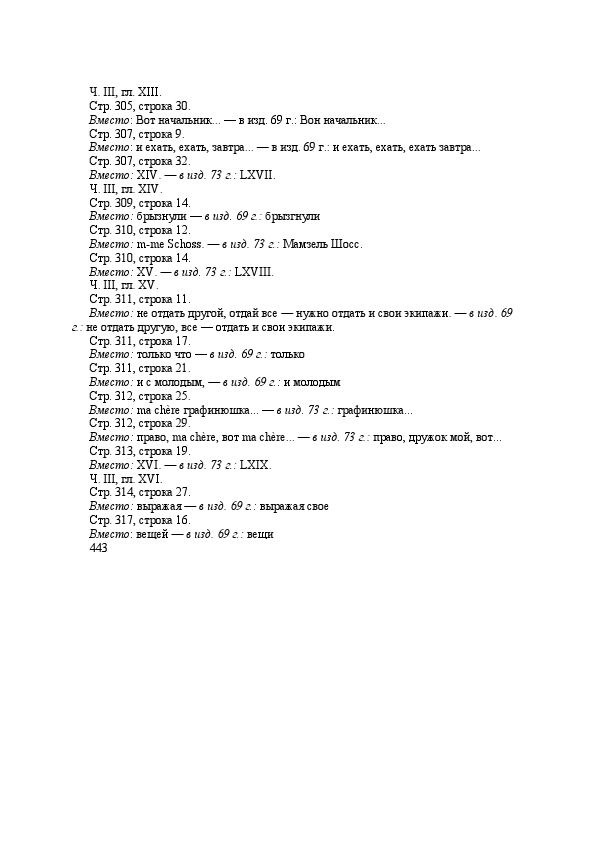 Ч. III, гл. XIII.
Стр. 305, строка 30.
Вместо: Вот начальник... — в изд. 69 г.: Вон начальник...
Стр. 307, строка 9.
Вместо: и ехать, ехать, завтра... — в изд. 69 г.: и ехать, ехать, ехать завтра...
Стр. 307, строка 32.
Вместо: XIV. — в изд. 73 г.: LXVII.
Ч. III, гл. XIV.
Стр. 309, строка 14.
Вместо: брызнули — в изд. 69 г.: брызгнули
Стр. 310, строка 12.
Вместо: m-me Schoss. — в изд. 73 г.: Мамзель Шосс.
Стр. 310, строка 14.
Вместо: XV. — в изд. 73 г.: LXVIII.
Ч. III, гл. XV.
Стр. 311, строка 11.
Вместо: не отдать другой, отдай все — нужно отдать и свои экипажи. — в изд. 69
г.: не отдать другую, все — отдать и свои экипажи.
Стр. 311, строка 17.
Вместо: только что — в изд. 69 г.: только
Стр. 311, строка 21.
Вместо: и с молодым, — в изд. 69 г.: и молодым
Стр. 312, строка 25.
Вместо: ma chère графинюшка... — в изд. 73 г.: графинюшка...
Стр. 312, строка 29.
Вместо: право, ma chère, вот ma chère... — в изд. 73 г.: право, дружок мой, вот...
Стр. 313, строка 19.
Вместо: XVI. — в изд. 73 г.: LXIX.
Ч. III, гл. XVI.
Стр. 314, строка 27.
Вместо: выражая — в изд. 69 г.: выражая свое
Стр. 317, строка 16.
Вместо: вещей — в изд. 69 г.: вещи
443